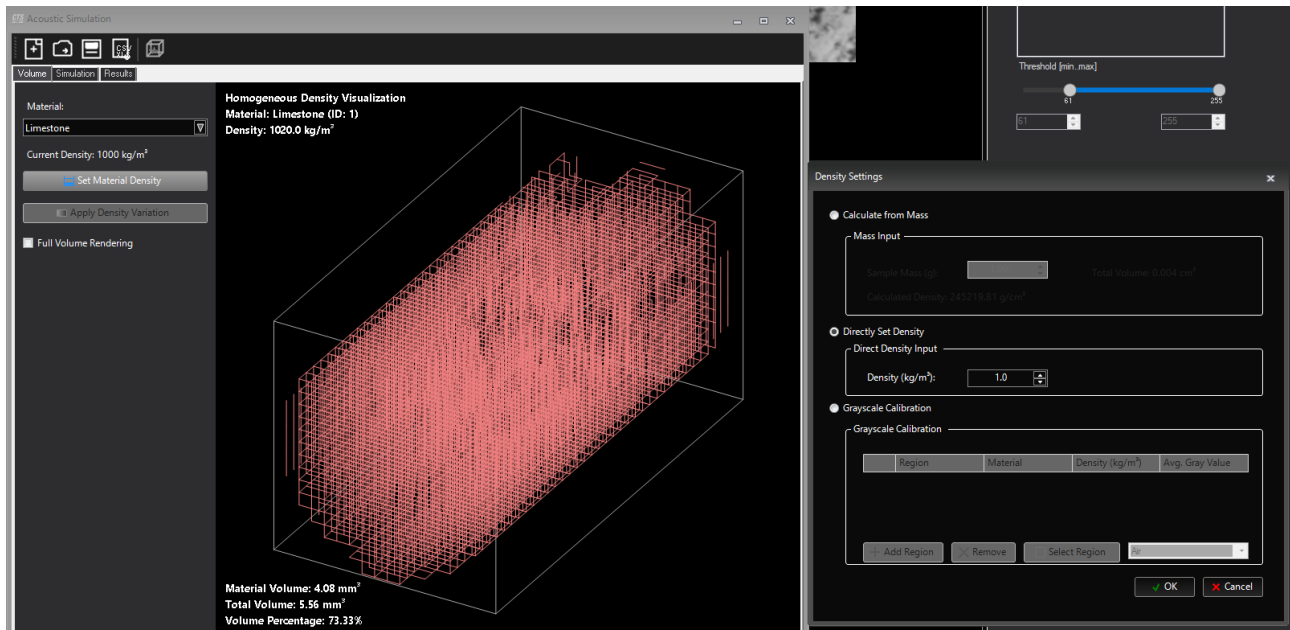 Acoustic Simulation
Volume Simulation Results
Material:
Limestone
Current Density: 1000 kg/m³
Set Material Density
Apply Density Variation
Full Volume Rendering
Homogeneous Density Visualization
Material: Limestone (ID: 1)
Density: 1020.0 kg/m³
Material Volume: 4.08 mm³
Total Volume: 5.56 mm³
Volume Percentage: 73.33%
Threshold [min..max]
61 255
61 255
Density Settings
Calculate from Mass
Mass Input
Sample Mass (g): Total Volume: 0.004 cm³
Calculated Density: 245219.81 g/cm³
Directly Set Density
Direct Density Input
Density (kg/m³): 1.0
Grayscale Calibration
Grayscale Calibration
Region Material Density (kg/m³) Avg. Gray Value
Add Region Remove Select Region Air
OK Cancel